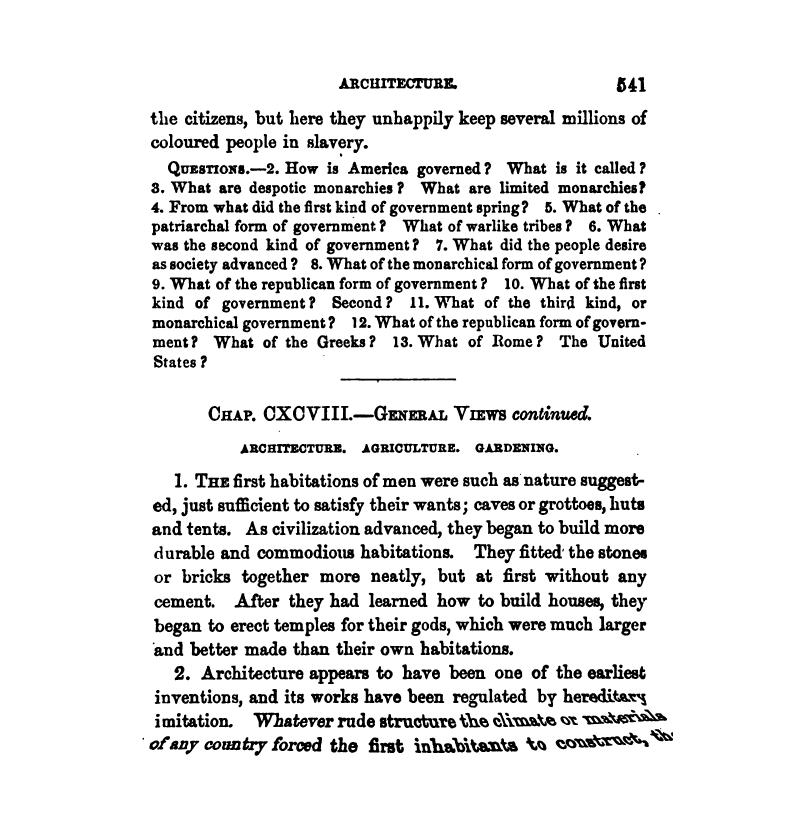 ARCHITECTURE. 541
the citizens, but here they unhappily keep several millions of
coloured people in slavery.
QUESTIONS.—2. How is America governed? What is it called?
3. What are despotic monarchies? What are limited monarchies?
4. From what did the first kind of government spring? 5. What of the
patriarchal form of government? What of warlike tribes? 6. What
was the second kind of government? 7. What did the people desire
as society advanced? 8. What of the monarchical form of government?
9. What of the republican form of government? 10. What of the first
kind of government? Second? 11. What of the third kind, or
monarchical government? 12. What of the republican form of govern-
ment? What of the Greeks? 13. What of Rome? The United
States?
CHAP. CXCVIII.—GENERAL VIEWS continued.
ARCHITECTURE. AGRICULTURE. GARDENING.
1. THE first habitations of men were such as nature suggest-
ed, just sufficient to satisfy their wants; caves or grottoes, huts
and tents. As civilization advanced, they began to build more
durable and commodious habitations. They fitted the stones
or bricks together more neatly, but at first without any
cement. After they had learned how to build houses, they
began to erect temples for their gods, which were much larger
and better made than their own habitations.
2. Architecture appears to have been one of the earliest
inventions, and its works have been regulated by hereditary
imitation. Whatever rude structure the climate or materials
of any country forced the first inhabitants to construct,